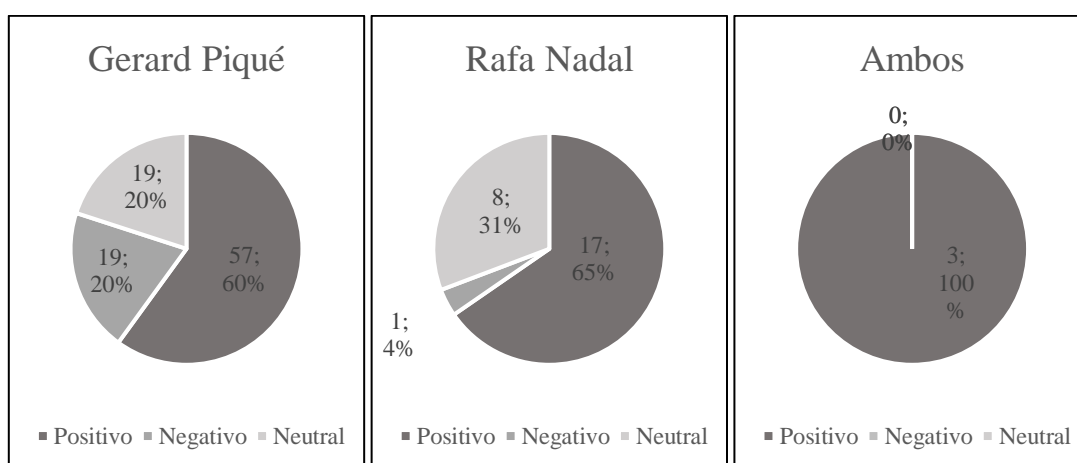 Gerard Piqué
19;
20%
19;
20%
57;
60%
■ Positivo ■ Negativo ■ Neutral
Rafa Nadal
8;
31%
17;
65%
1;
4%
■ Positivo ■ Negativo ■ Neutral
Ambos
0;
0%
3;
100
%
■ Positivo ■ Negativo ■ Neutral